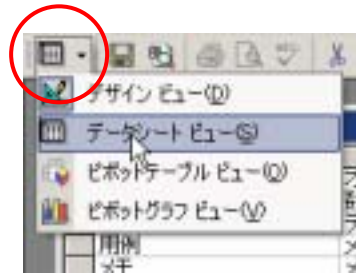 デザイン ビュー(D)
データシート ビュー(S)
ピボットテーブル ビュー(O)
ピボットグラフ ビュー(V)
用例
メモ